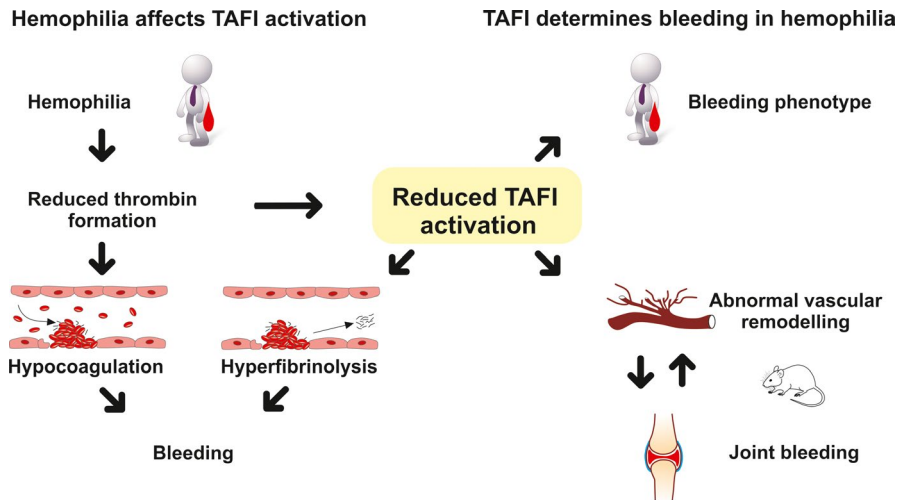 Hemophilia affects TAFI activation
TAFI determines bleeding in hemophilia
Hemophilia
Bleeding phenotype
Reduced thrombin
formation
Reduced TAFI
activation
Abnormal vascular
remodelling
Hypocoagulation
Hyperfibrinolysis
Bleeding
Joint bleeding